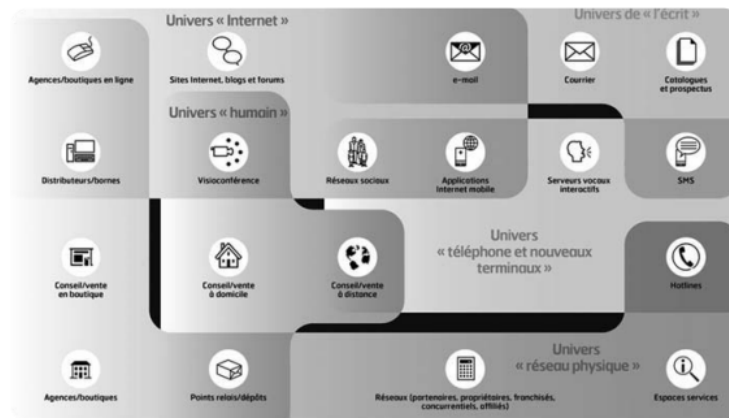 Univers « Internet »
Univers de « l'écrit »
Agences/boutiques en ligne
Sites Internet, blogs et forums
e-mail
Courrier
Catalogues
et prospectus
Univers « humain »
Distributeurs/bornes
Visioconférence
Réseaux sociaux
Applications
Internet mobile
Serveurs vocaux
interactifs
SMS
Univers
« téléphone et nouveaux
terminaux »
Conseil/vente
en boutique
Conseil/vente
à domicile
Conseil/vente
à distance
Hotlines
Univers
« réseau physique »
Agences/boutiques
Points relais/dépôts
Réseaux (partenaires, propriétaires, franchisés,
concurrentiels, affiliés)
Espaces services